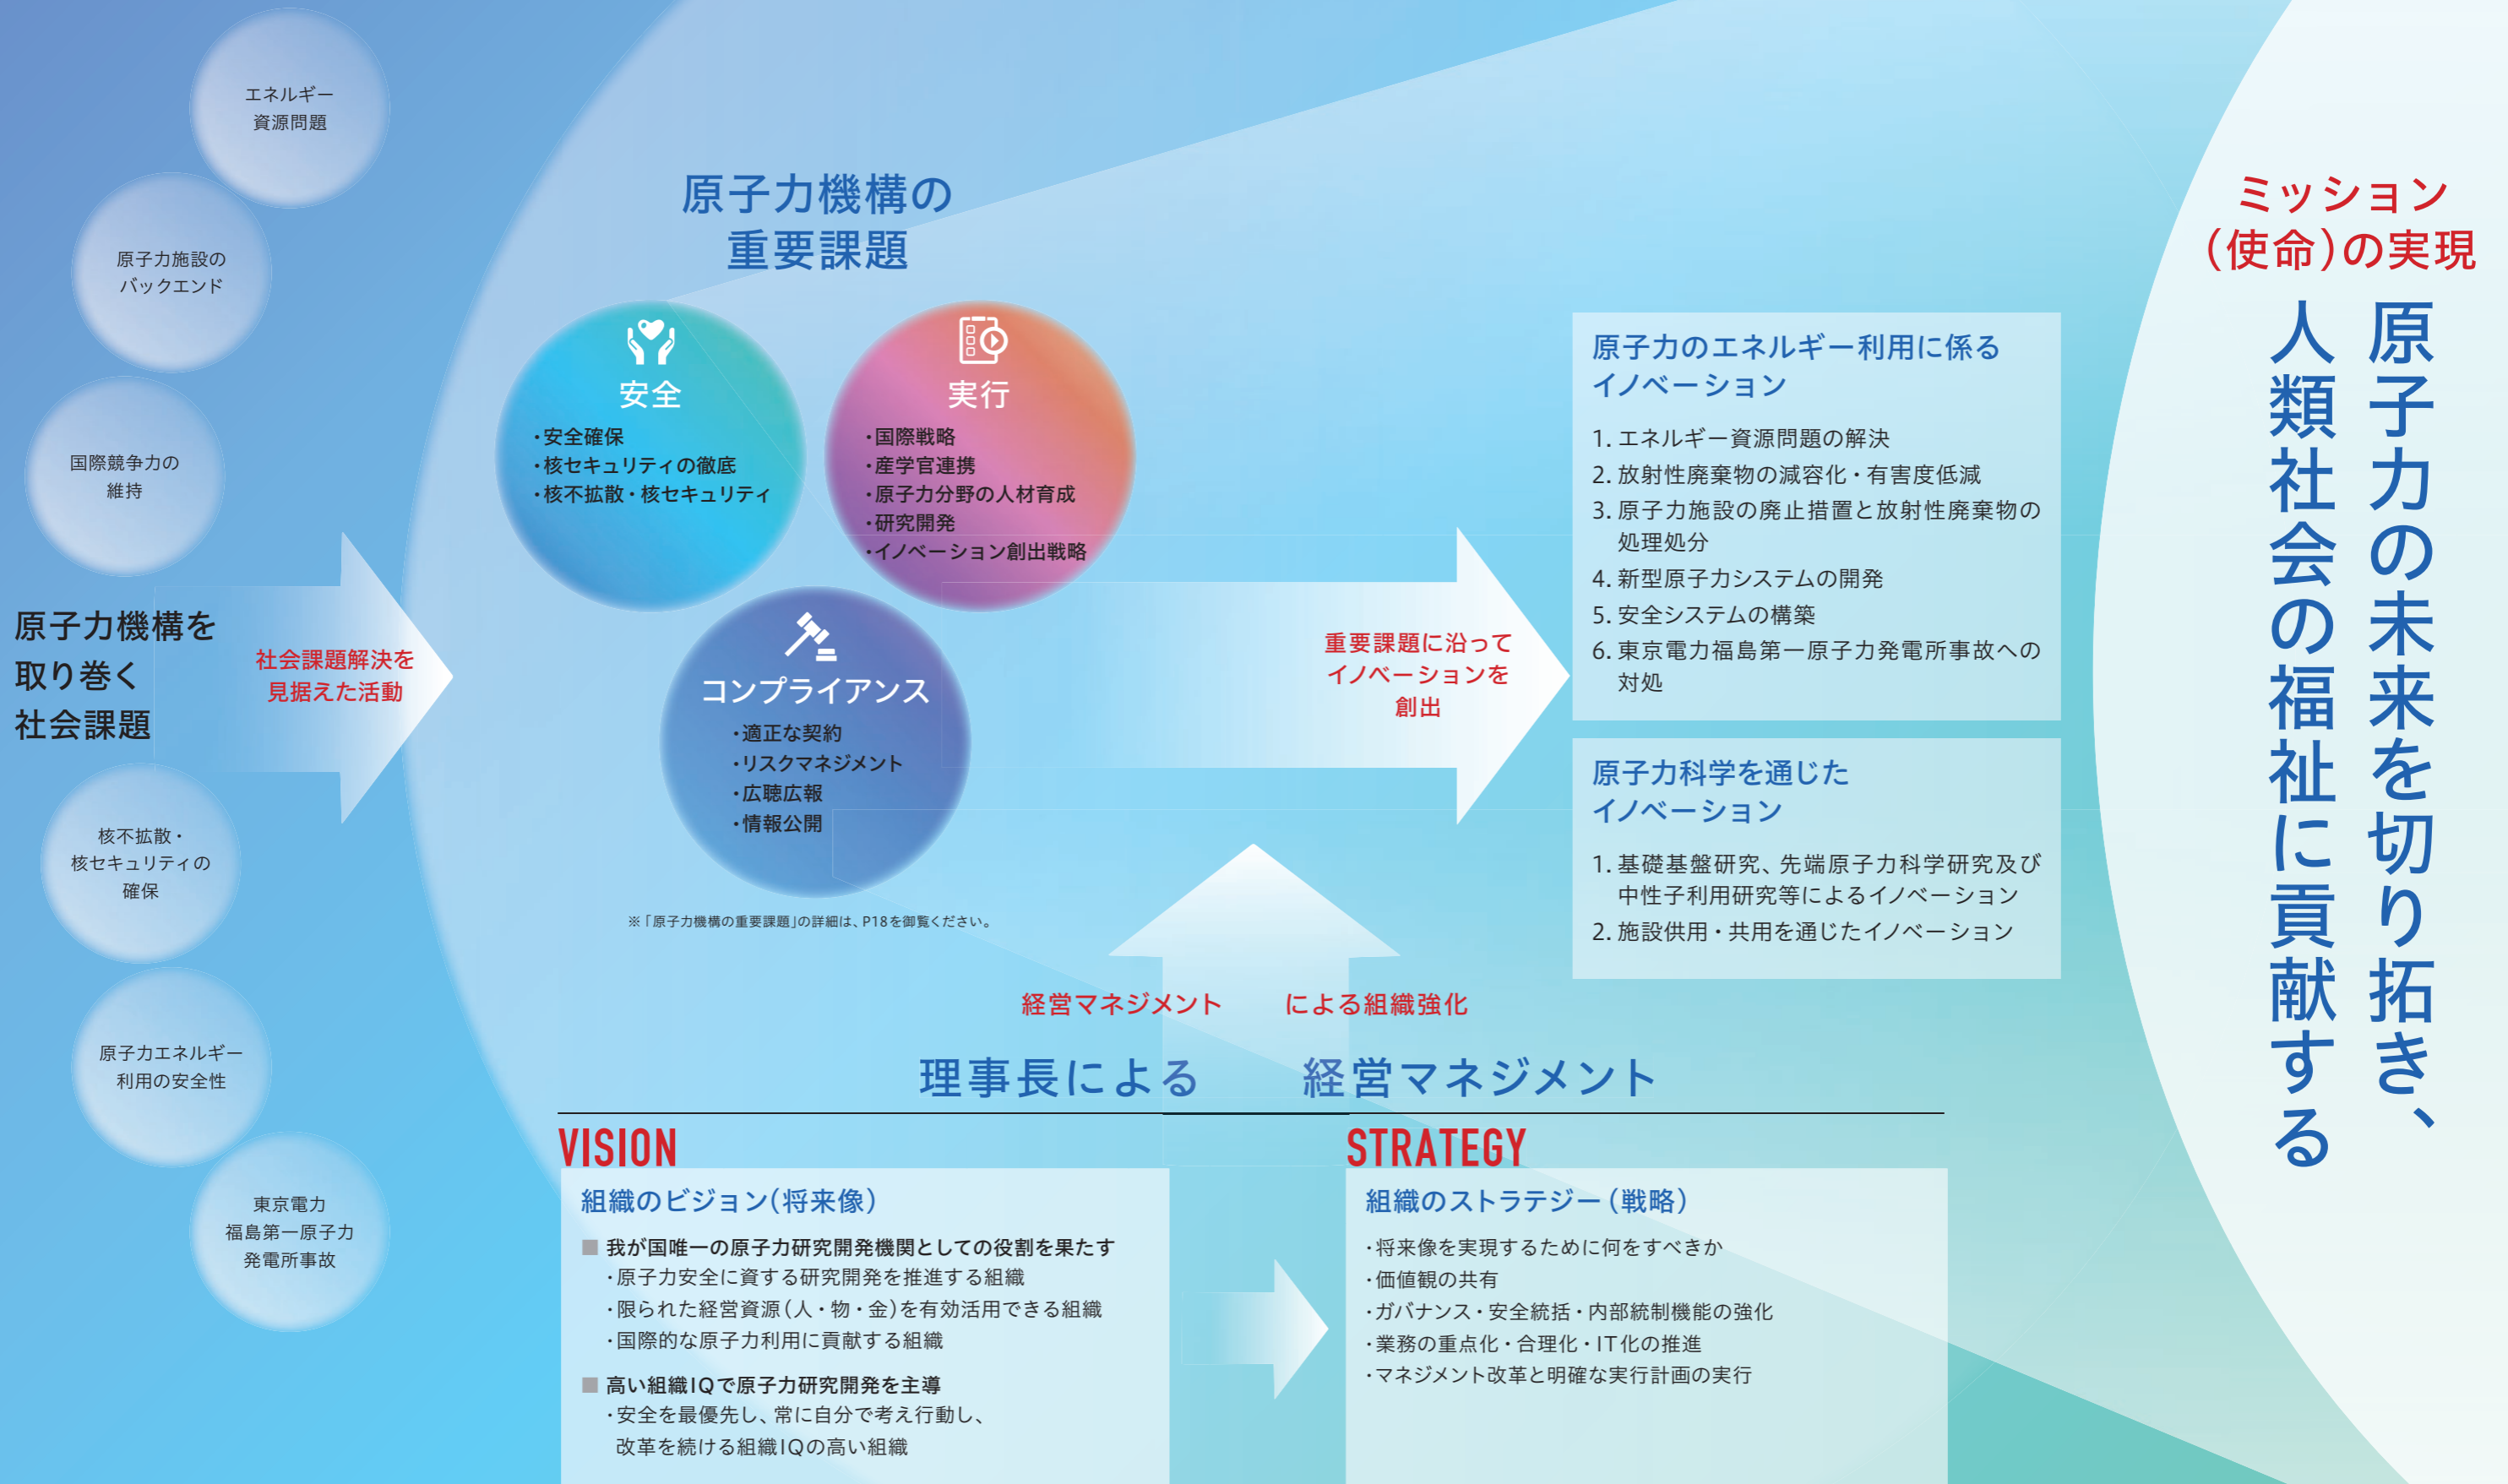 エネルギー
資源問題
原子力施設の
バックエンド
国際競争力の
維持
原子力機構を
取り巻く
社会課題
核不拡散・
核セキュリティの
確保
原子力エネルギー
利用の安全性
東京電力
福島第一原子力
発電所事故
社会課題解決を
見据えた活動
原子力機構の
重要課題
安全
・安全確保
・核セキュリティの徹底
・核不拡散・核セキュリティ
実行
・国際戦略
・産学官連携
・原子力分野の人材育成
・研究開発
・イノベーション創出戦略
コンプライアンス
・適正な契約
・リスクマネジメント
・広聴広報
・情報公開
※「原子力機構の重要課題」の詳細は、P18を御覧ください。
重要課題に沿って
イノベーションを
創出
原子力のエネルギー利用に係る
イノベーション
1. エネルギー資源問題の解決
2. 放射性廃棄物の減容化・有害度低減
3. 原子力施設の廃止措置と放射性廃棄物の
処理処分
4. 新型原子力システムの開発
5. 安全システムの構築
6. 東京電力福島第一原子力発電所事故への
対処
原子力科学を通じた
イノベーション
1. 基礎基盤研究、先端原子力科学研究及び
中性子利用研究等によるイノベーション
2. 施設供用・共用を通じたイノベーション
経営マネジメント による組織強化
理事長による 経営マネジメント
VISION
組織のビジョン(将来像)
■ 我が国唯一の原子力研究開発機関としての役割を果たす
・原子力安全に資する研究開発を推進する組織
・限られた経営資源(人・物・金)を有効活用できる組織
・国際的な原子力利用に貢献する組織
■ 高い組織IQで原子力研究開発を主導
・安全を最優先し、常に自分で考え行動し、
改革を続ける組織IQの高い組織
STRATEGY
組織のストラテジー(戦略)
・将来像を実現するために何をすべきか
・価値観の共有
・ガバナンス・安全統括・内部統制機能の強化
・業務の重点化・合理化・IT化の推進
・マネジメント改革と明確な実行計画の実行
ミッション
(使命)の実現
原子力の未来を切り拓き、
人類社会の福祉に貢献する